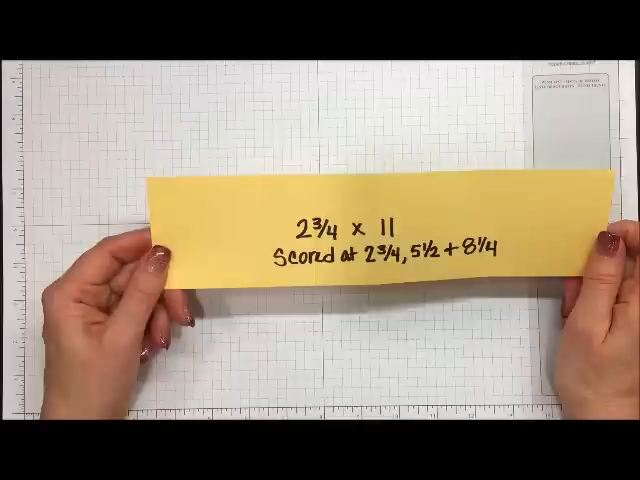 2¾ x 11
Scored at 2¾, 5½ + 8¼